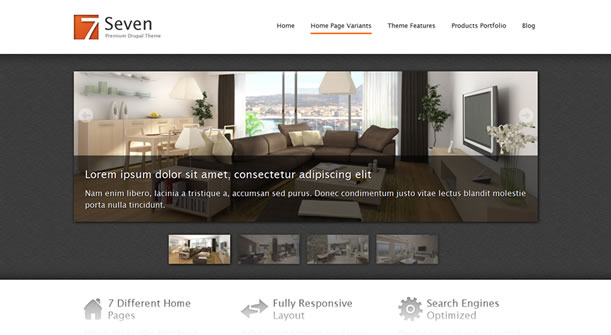 7 Seven
Premium Drupal Theme
Home Home Page Variants Theme Features Products Portfolio Blog
Lorem ipsum dolor sit amet, consectetur adipiscing elit
Nam enim libero, lacinia a tristique a, accumsan sed purus. Donec condimentum justo vitae lectus blandit molestie
porta nulla tincidunt.
7 Different Home
Pages
Fully Responsive
Layout
Search Engines
Optimized